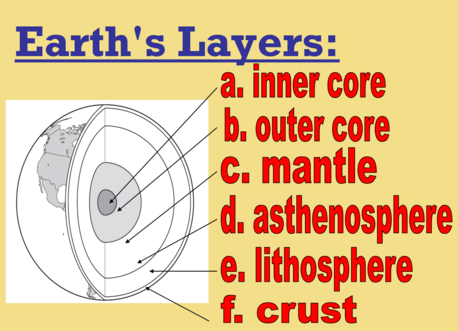 Earth's Layers:
a. inner core
b. outer core
c. mantle
d. asthenosphere
e. lithosphere
f. crust